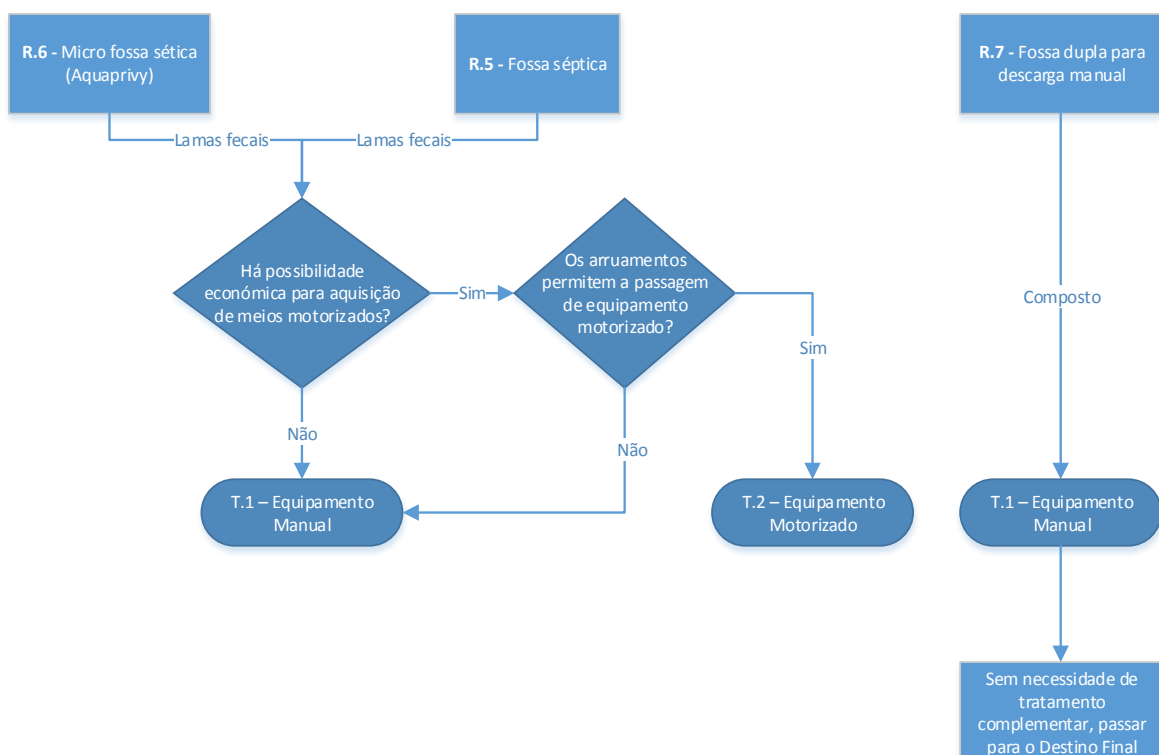 R.6 - Micro fossa sética
(Aquaprivy)
R.5 - Fossa séptica
R.7 - Fossa dupla para
descarga manual
Lamas fecais
Lamas fecais
Há possibilidade
económica para aquisição
de meios motorizados?
Sim
Os arruamentos
permitem a passagem
de equipamento
motorizado?
Sim
Composto
Não
Não
T.1 – Equipamento
Manual
T.2 – Equipamento
Motorizado
T.1 – Equipamento
Manual
Sem necessidade de
tratamento
complementar, passar
para o Destino Final